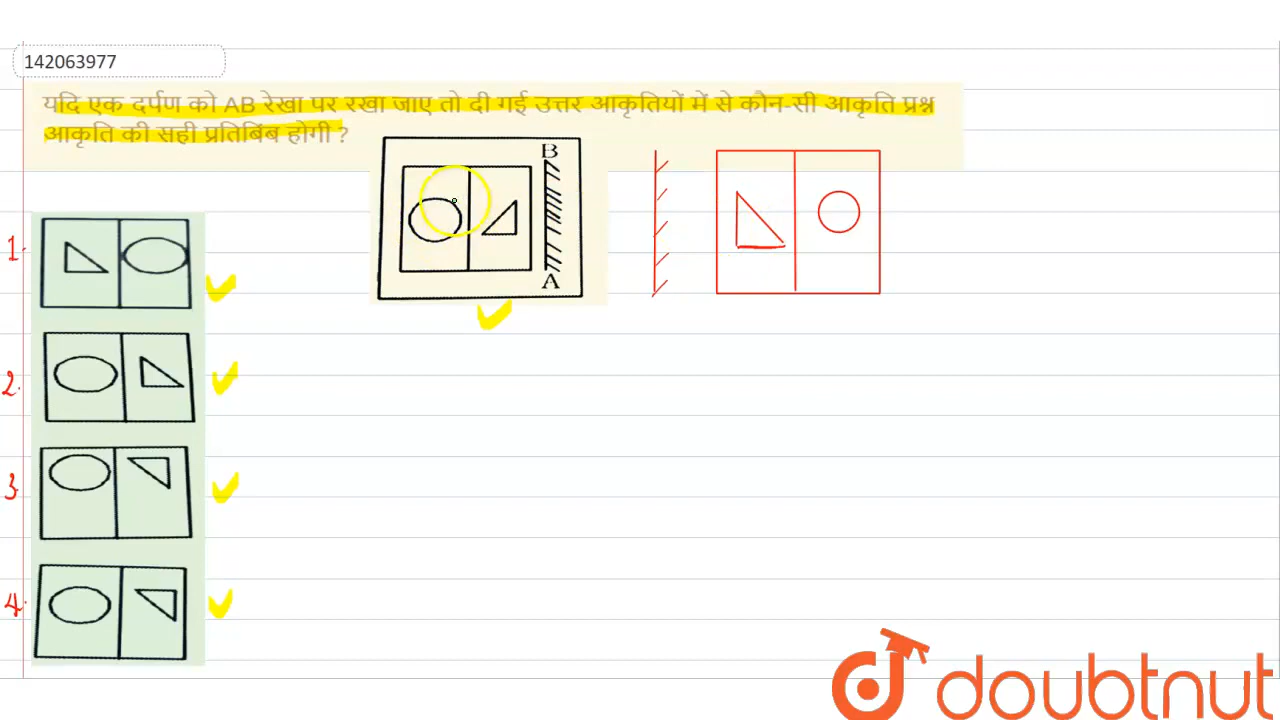 142063977
यदि एक दर्पण को AB रेखा पर रखा जाए तो दी गई उत्तर आकृतियों में से कौन-सी आकृति प्रश्न
आकृति की सही प्रतिबिंब होगी ?
B
A
1.
2.
3.
4.
doubtnut